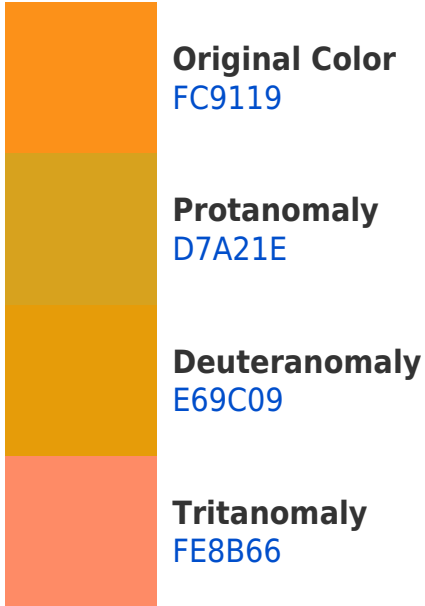 Original Color
FC9119
Protanomaly
D7A21E
Deuteranomaly
E69C09
Tritanomaly
FE8B66